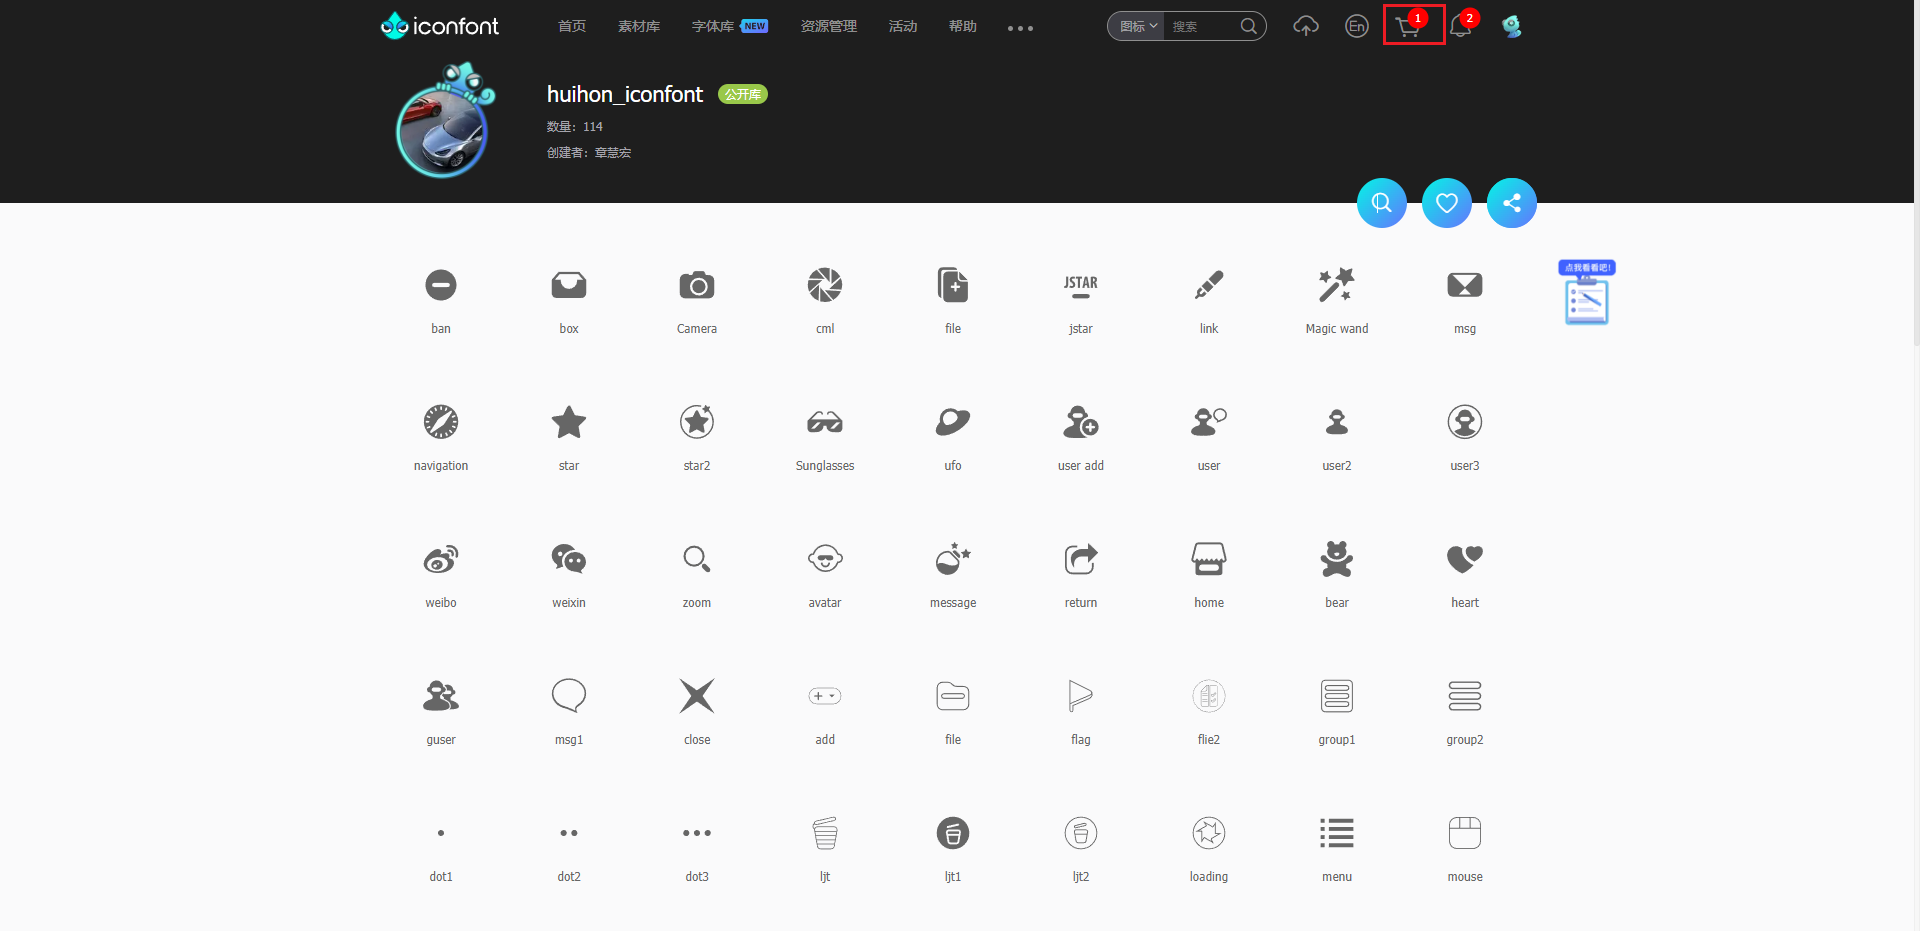 iconfont 首页 素材库 字体库 NEW 资源管理 活动 帮助 图标 搜索 En 1 2
huihon_iconfont 公开库
数量：114
创建者：章慧宏
点我看看吧！
JSTAR
ban box Camera cml file jstar link Magic wand msg
navigation star star2 Sunglasses ufo user add user user2 user3
weibo weixin zoom avatar message return home bear heart
guser msg1 close add file flag flie2 group1 group2
dot1 dot2 dot3 ljt ljt1 ljt2 loading menu mouse